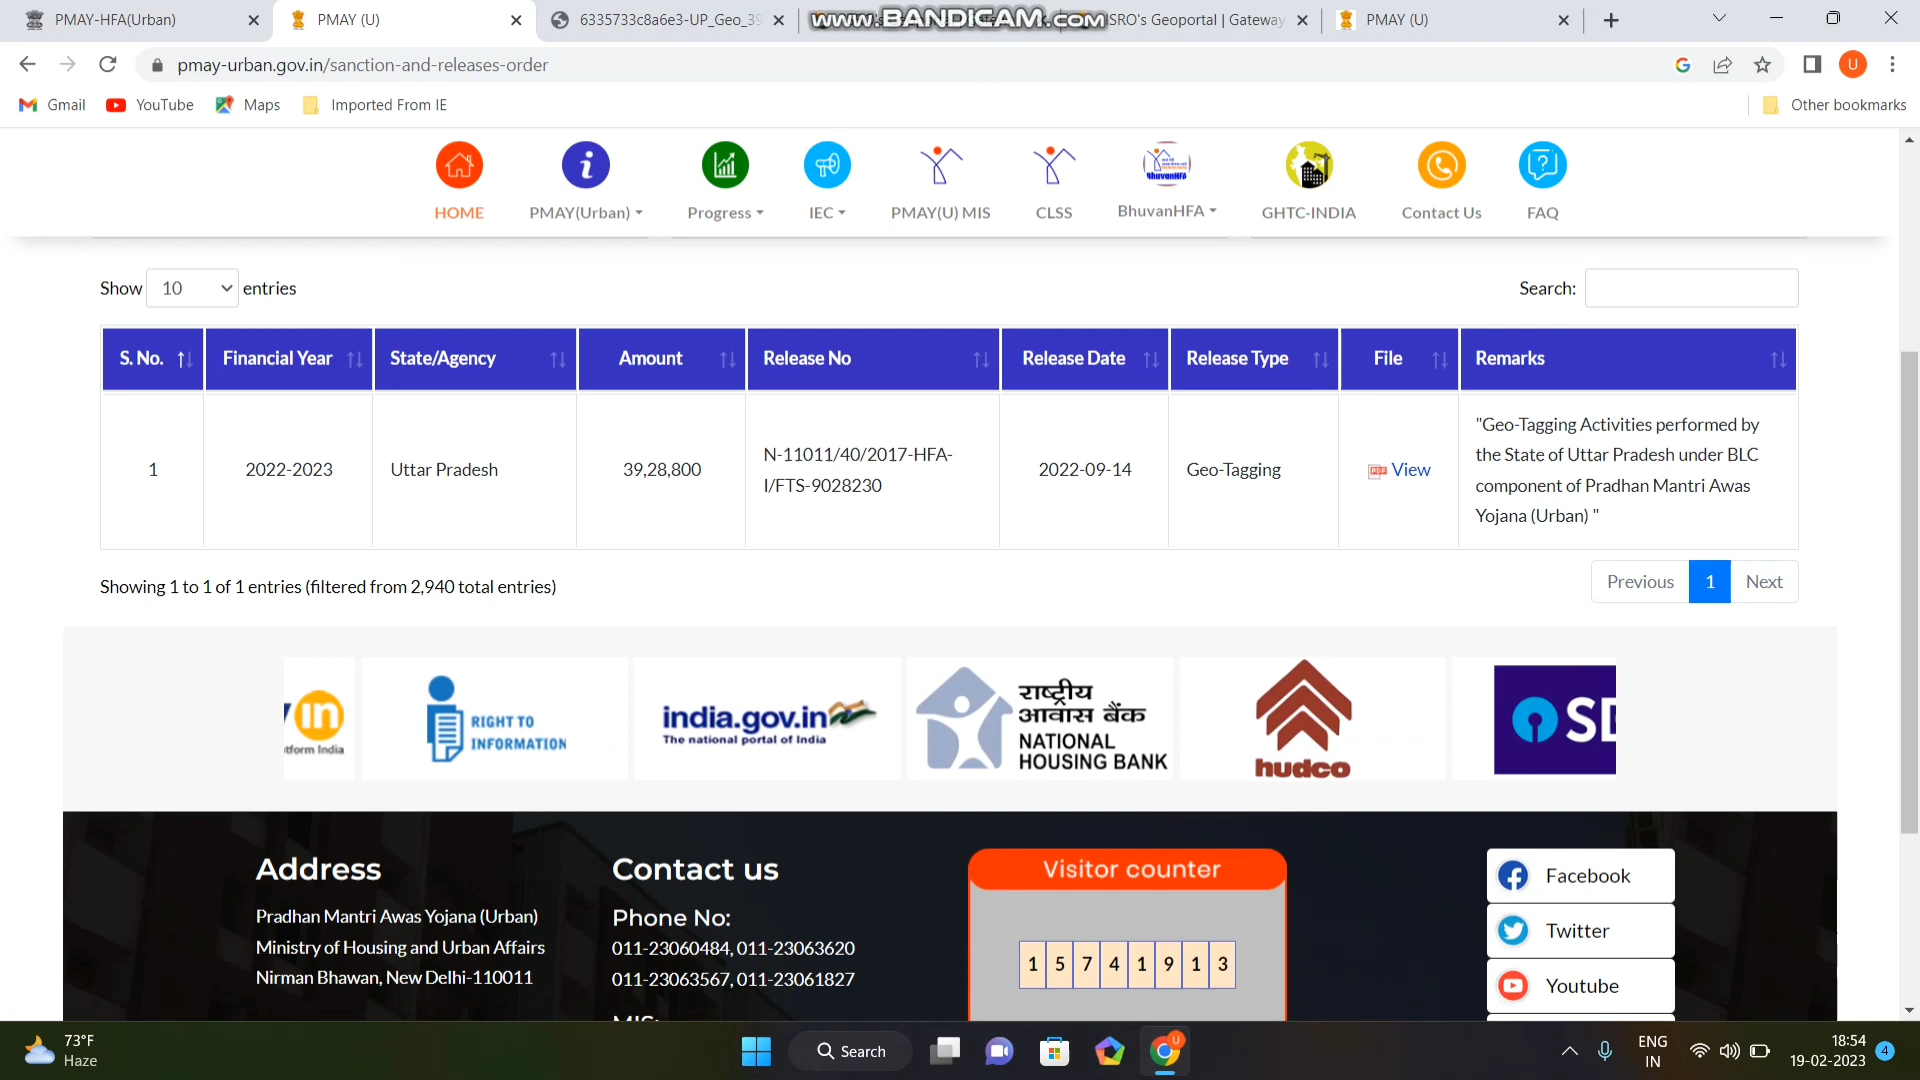 PMAY-HFA(Urban)
PMAY (U)
6335733c8a6e3-UP_Geo_39
www.BANDICAM.com
ISRO's Geoportal | Gateway
PMAY (U)
pmay-urban.gov.in/sanction-and-releases-order
U
Gmail
YouTube
Maps
Imported From IE
Other bookmarks
HOME
PMAY(Urban)
Progress
IEC
PMAY(U) MIS
CLSS
BhuvanHFA
BhuvanHFA
GHTC-INDIA
Contact Us
FAQ
Show 10 entries
Search:
S. No. Financial Year State/Agency Amount Release No Release Date Release Type File Remarks
1 2022-2023 Uttar Pradesh 39,28,800
N-11011/40/2017-HFA-
I/FTS-9028230
2022-09-14 Geo-Tagging PDF View
"Geo-Tagging Activities performed by
the State of Uttar Pradesh under BLC
component of Pradhan Mantri Awas
Yojana (Urban) "
Showing 1 to 1 of 1 entries (filtered from 2,940 total entries)
Previous 1 Next
in
tform India
RIGHT TO
INFORMATION
india.gov.in
The national portal of India
राष्ट्रीय
आवास बैंक
NATIONAL
HOUSING BANK
hudco
Address
Pradhan Mantri Awas Yojana (Urban)
Ministry of Housing and Urban Affairs
Nirman Bhawan, New Delhi-110011
Contact us
Phone No:
011-23060484, 011-23063620
011-23063567, 011-23061827
Visitor counter
1 5 7 4 1 9 1 3
Facebook
Twitter
Youtube
73°F
Haze
Search
U
ENG
IN
18:54
19-02-2023
4